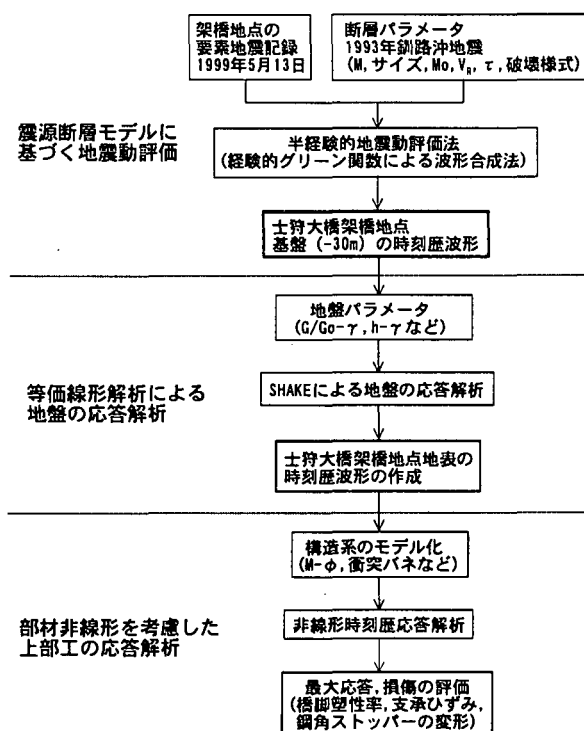 架橋地点の
要素地震記録
1999年5月13日
断層パラメータ
1993年釧路沖地震
(M,サイズ,Mo,VR,τ,破壊様式)
震源断層モデルに
基づく地震動評価
半経験的地震動評価法
(経験的グリーン関数による波形合成法)
士狩大橋架橋地点
基盤(-30m)の時刻歴波形
地盤パラメータ
(G/Go-γ,h-γなど)
等価線形解析による
地盤の応答解析
SHAKEによる地盤の応答解析
士狩大橋架橋地点地表の
時刻歴波形の作成
構造系のモデル化
(M-φ,衝突バネなど)
部材非線形を考慮した
上部工の応答解析
非線形時刻歴応答解析
最大応答,損傷の評価
(橋脚塑性率,支承ひずみ,
鋼角ストッパーの変形)